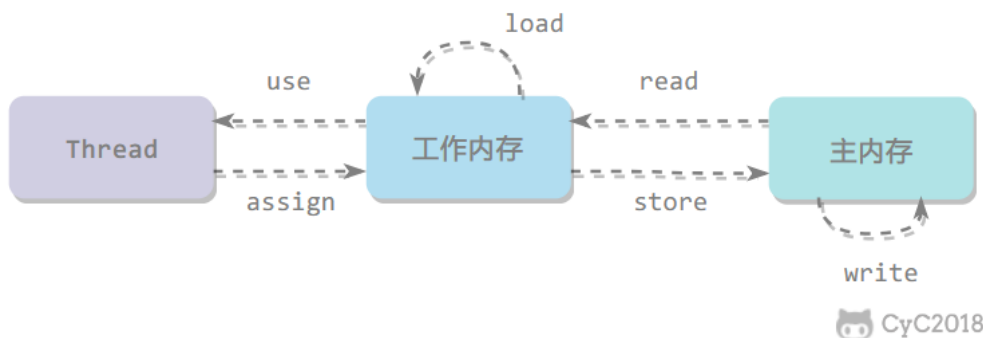 load
use
read
Thread
工作内存
主内存
assign
store
write
CyC2018